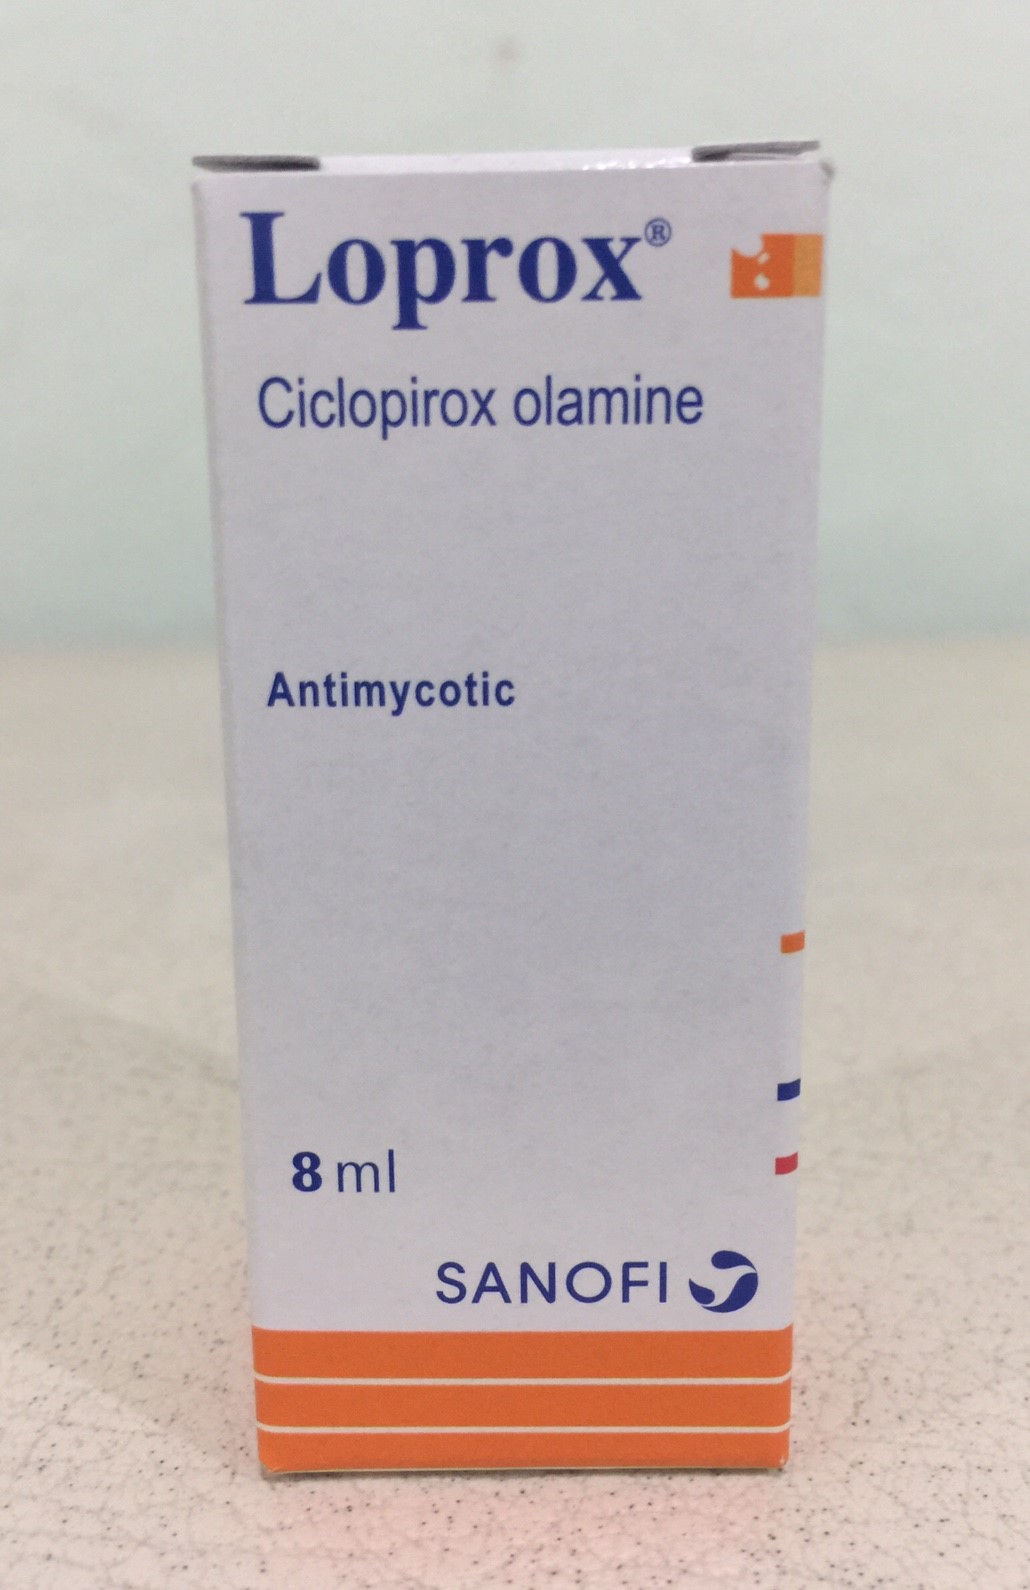 Loprox®
Ciclopirox olamine
Antimycotic
8 ml
SANOFI